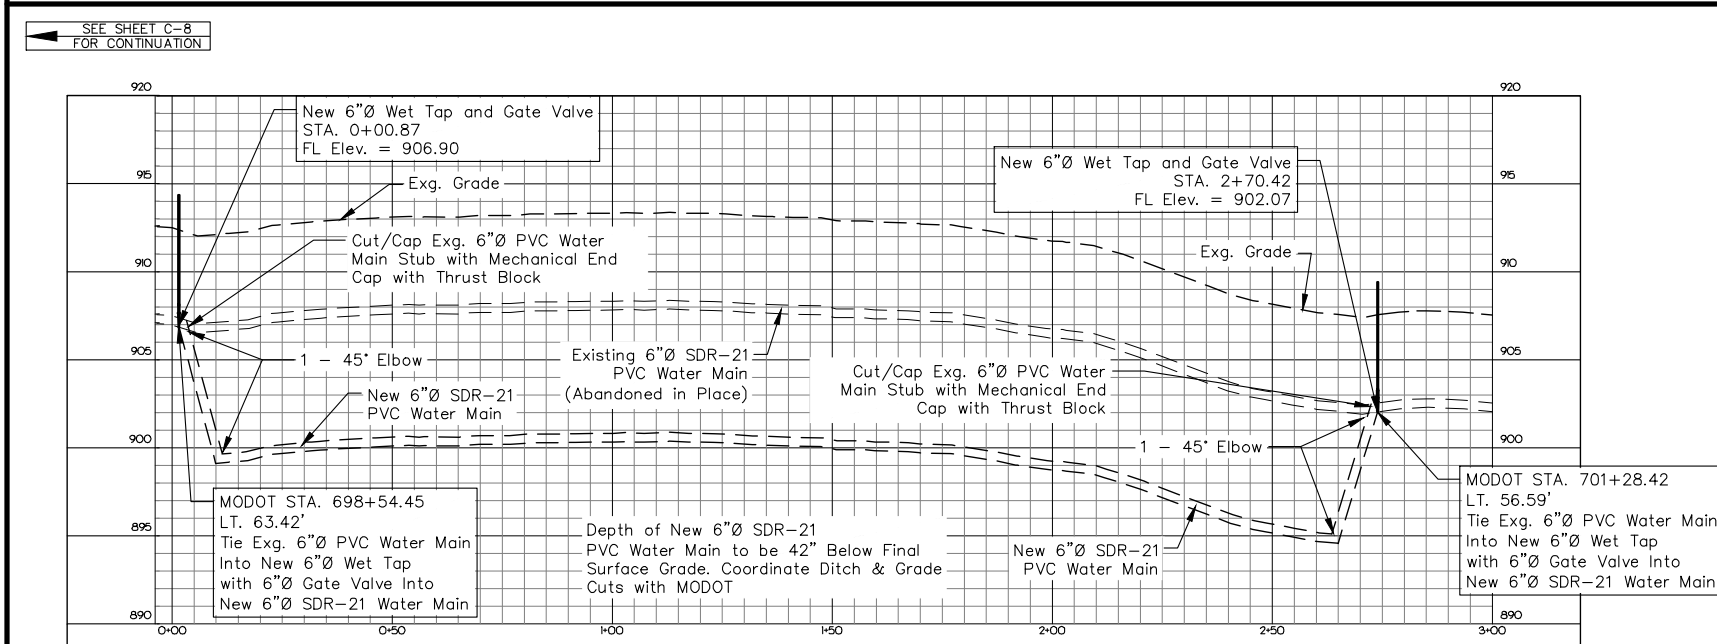 SEE SHEET C-8
FOR CONTINUATION
920
920
New 6"Ø Wet Tap and Gate Valve
STA. 0+00.87
FL Elev. = 906.90
New 6"Ø Wet Tap and Gate Valve
STA. 2+70.42
FL Elev. = 902.07
915
915
Exg. Grade
Cut/Cap Exg. 6"Ø PVC Water
Main Stub with Mechanical End
Cap with Thrust Block
Exg. Grade
910
910
905
905
1 - 45° Elbow
Existing 6"Ø SDR-21
PVC Water Main
(Abandoned in Place)
Cut/Cap Exg. 6"Ø PVC Water
Main Stub with Mechanical End
Cap with Thrust Block
New 6"Ø SDR-21
PVC Water Main
900
900
1 - 45° Elbow
MODOT STA. 698+54.45
LT. 63.42'
Tie Exg. 6"Ø PVC Water Main
Into New 6"Ø Wet Tap
with 6"Ø Gate Valve Into
New 6"Ø SDR-21 Water Main
Depth of New 6"Ø SDR-21
PVC Water Main to be 42" Below Final
Surface Grade. Coordinate Ditch & Grade
Cuts with MODOT
New 6"Ø SDR-21
PVC Water Main
MODOT STA. 701+28.42
LT. 56.59'
Tie Exg. 6"Ø PVC Water Main
Into New 6"Ø Wet Tap
with 6"Ø Gate Valve Into
New 6"Ø SDR-21 Water Main
895
895
890
890
0+00
0+50
1+00
1+50
2+00
2+50
3+00